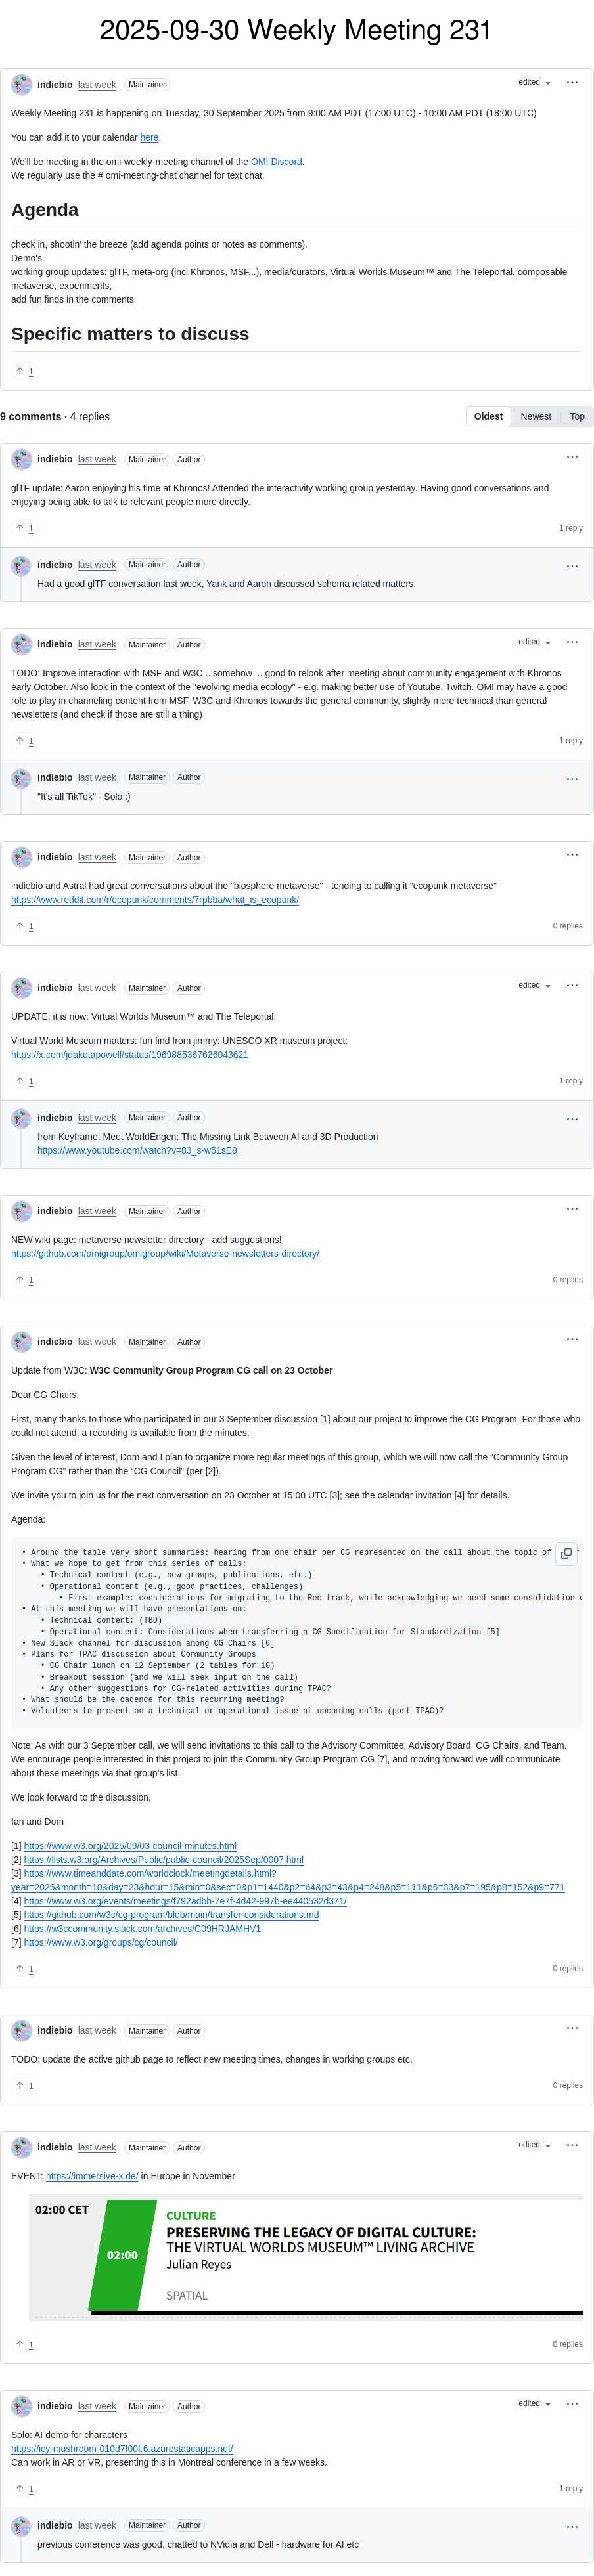 2025-09-30 Weekly Meeting 231
indiebio last week Maintainer edited
Weekly Meeting 231 is happening on Tuesday, 30 September 2025 from 9:00 AM PDT (17:00 UTC) - 10:00 AM PDT (18:00 UTC)
You can add it to your calendar here.
We'll be meeting in the omi-weekly-meeting channel of the OMI Discord.
We regularly use the # omi-meeting-chat channel for text chat.
Agenda
check in, shootin' the breeze (add agenda points or notes as comments).
Demo's
working group updates: glTF, meta-org (incl Khronos, MSF...), media/curators, Virtual Worlds Museum™ and The Teleportal, composable
metaverse, experiments,
add fun finds in the comments
Specific matters to discuss
1
9 comments · 4 replies
Oldest Newest Top
indiebio last week Maintainer Author
glTF update: Aaron enjoying his time at Khronos! Attended the interactivity working group yesterday. Having good conversations and
enjoying being able to talk to relevant people more directly.
1 1 reply
indiebio last week Maintainer Author
Had a good glTF conversation last week, Yank and Aaron discussed schema related matters.
indiebio last week Maintainer Author edited
TODO: Improve interaction with MSF and W3C... somehow ... good to relook after meeting about community engagement with Khronos
early October. Also look in the context of the "evolving media ecology" - e.g. making better use of Youtube, Twitch. OMI may have a good
role to play in channeling content from MSF, W3C and Khronos towards the general community, slightly more technical than general
newsletters (and check if those are still a thing)
1 1 reply
indiebio last week Maintainer Author
"It's all TikTok" - Solo :)
indiebio last week Maintainer Author
indiebio and Astral had great conversations about the "biosphere metaverse" - tending to calling it "ecopunk metaverse"
https://www.reddit.com/r/ecopunk/comments/7rpbba/what_is_ecopunk/
1 0 replies
indiebio last week Maintainer Author edited
UPDATE: it is now: Virtual Worlds Museum™ and The Teleportal,
Virtual World Museum matters: fun find from jimmy: UNESCO XR museum project:
https://x.com/jdakotapowell/status/1969885367626043621
1 1 reply
indiebio last week Maintainer Author
from Keyframe: Meet WorldEngen: The Missing Link Between AI and 3D Production
https://www.youtube.com/watch?v=83_s-w51sE8
indiebio last week Maintainer Author
NEW wiki page: metaverse newsletter directory - add suggestions!
https://github.com/omigroup/omigroup/wiki/Metaverse-newsletters-directory/
1 0 replies
indiebio last week Maintainer Author
Update from W3C: W3C Community Group Program CG call on 23 October
Dear CG Chairs,
First, many thanks to those who participated in our 3 September discussion [1] about our project to improve the CG Program. For those who
could not attend, a recording is available from the minutes.
Given the level of interest, Dom and I plan to organize more regular meetings of this group, which we will now call the "Community Group
Program CG" rather than the "CG Council" (per [2]).
We invite you to join us for the next conversation on 23 October at 15:00 UTC [3]; see the calendar invitation [4] for details.
Agenda:
• Around the table very short summaries: hearing from one chair per CG represented on the call about the topic of
• What we hope to get from this series of calls:
• Technical content (e.g., new groups, publications, etc.)
• Operational content (e.g., good practices, challenges)
• First example: considerations for migrating to the Rec track, while acknowledging we need some consolidation
• At this meeting we will have presentations on:
• Technical content: (TBD)
• Operational content: Considerations when transferring a CG Specification for Standardization [5]
• New Slack channel for discussion among CG Chairs [6]
• Plans for TPAC discussion about Community Groups
• CG Chair lunch on 12 September (2 tables for 10)
• Breakout session (and we will seek input on the call)
• Any other suggestions for CG-related activities during TPAC?
• What should be the cadence for this recurring meeting?
• Volunteers to present on a technical or operational issue at upcoming calls (post-TPAC)?
Note: As with our 3 September call, we will send invitations to this call to the Advisory Committee, Advisory Board, CG Chairs, and Team.
We encourage people interested in this project to join the Community Group Program CG [7], and moving forward we will communicate
about these meetings via that group's list.
We look forward to the discussion,
Ian and Dom
[1] https://www.w3.org/2025/09/03-council-minutes.html
[2] https://lists.w3.org/Archives/Public/public-council/2025Sep/0007.html
[3] https://www.timeanddate.com/worldclock/meetingdetails.html?
year=2025&month=10&day=23&hour=15&min=0&sec=0&p1=1440&p2=64&p3=43&p4=248&p5=111&p6=33&p7=195&p8=152&p9=771
[4] https://www.w3.org/events/meetings/f792adbb-7e7f-4d42-997b-ee440532d371/
[5] https://github.com/w3c/cg-program/blob/main/transfer-considerations.md
[6] https://w3ccommunity.slack.com/archives/C09HRJAMHV1
[7] https://www.w3.org/groups/cg/council/
1 0 replies
indiebio last week Maintainer Author
TODO: update the active github page to reflect new meeting times, changes in working groups etc.
1 0 replies
indiebio last week Maintainer Author edited
EVENT: https://immersive-x.de/ in Europe in November
02:00 CET
02:00
CULTURE
PRESERVING THE LEGACY OF DIGITAL CULTURE:
THE VIRTUAL WORLDS MUSEUM™ LIVING ARCHIVE
Julian Reyes
SPATIAL
1 0 replies
indiebio last week Maintainer Author edited
Solo: AI demo for characters
https://icy-mushroom-010d7f00f.6.azurestaticapps.net/
Can work in AR or VR, presenting this in Montreal conference in a few weeks.
1 1 reply
indiebio last week Maintainer Author
previous conference was good, chatted to NVidia and Dell - hardware for AI etc